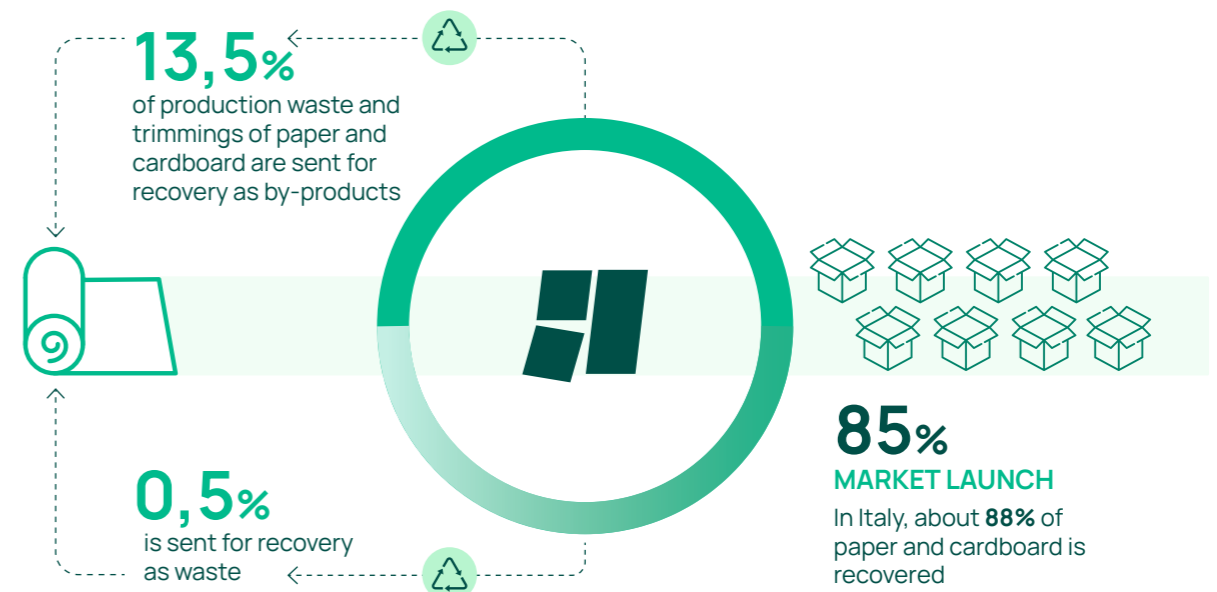 13,5%
of production waste and
trimmings of paper and
cardboard are sent for
recovery as by-products
0,5%
is sent for recovery
as waste
85%
MARKET LAUNCH
In Italy, about 88% of
paper and cardboard is
recovered